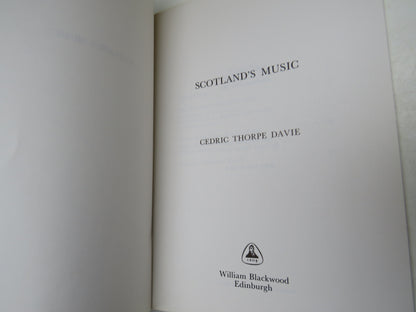 SCOTLAND'S MUSIC
CEDRIC THORPE DAVIE
William Blackwood
Edinburgh